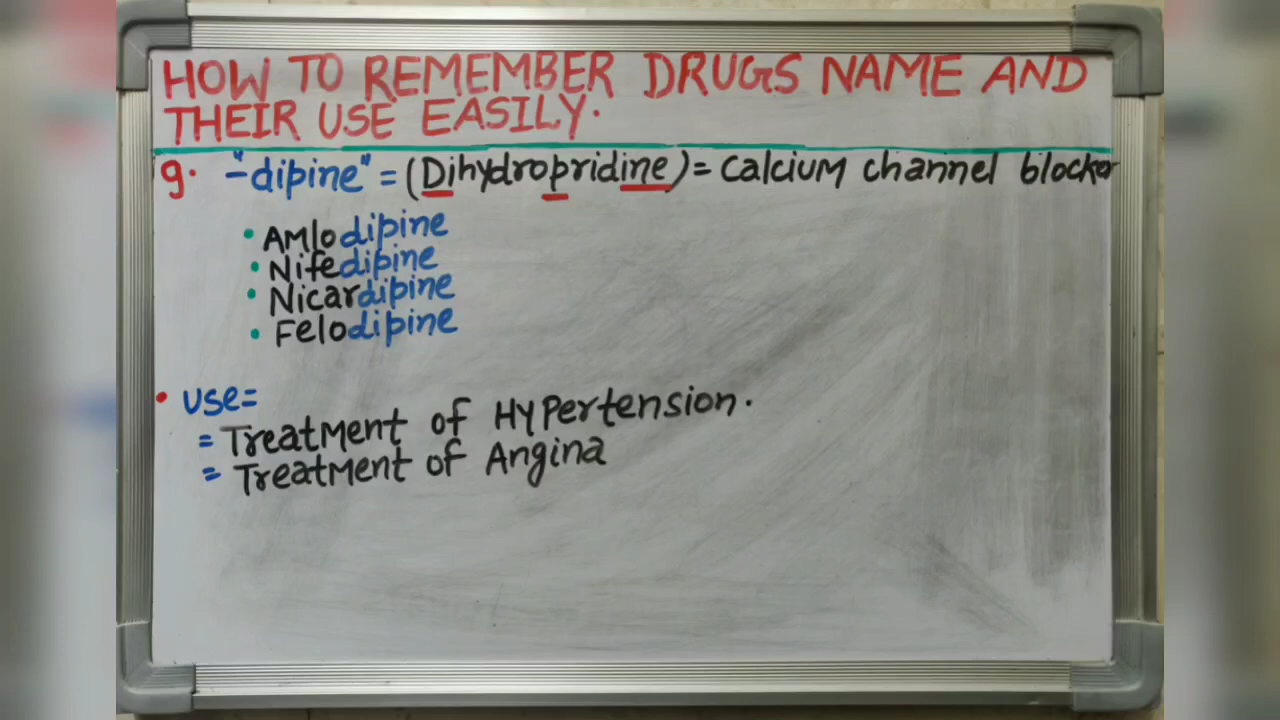 HOW TO REMEMBER DRUGS NAME AND
THEIR USE EASILY.
9. "-dipine" = (Dihydropridine) = Calcium channel blocker
• Amlodipine
• Nifedipine
• Nicardipine
• Felodipine
• use=
= Treatment of Hypertension.
= Treatment of Angina